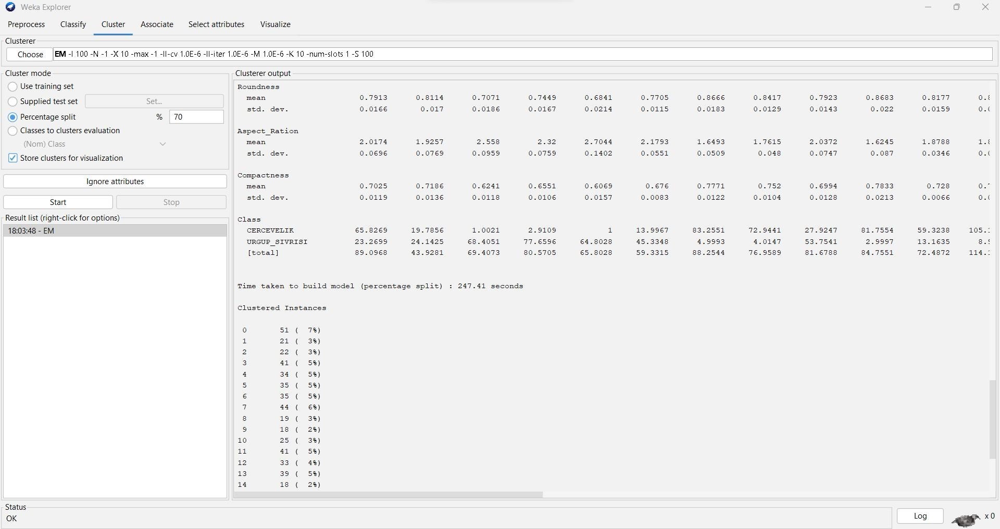 Weka Explorer
Preprocess Classify Cluster Associate Select attributes Visualize
Clusterer
Choose EM -I 100 -N -1 -X 10 -max -1 -ll-cv 1.0E-6 -ll-iter 1.0E-6 -M 1.0E-6 -K 10 -num-slots 1 -S 100
Cluster mode
Use training set
Supplied test set Set...
Percentage split % 70
Classes to clusters evaluation
(Nom) Class
Store clusters for visualization
Ignore attributes
Start Stop
Result list (right-click for options)
18:03:48 - EM
Clusterer output
Roundness
mean 0.7913 0.8114 0.7071 0.7449 0.6841 0.7705 0.8666 0.8417 0.7923 0.8683 0.8177
std. dev. 0.0166 0.017 0.0186 0.0167 0.0214 0.0115 0.0183 0.0129 0.0143 0.022 0.0159
Aspect_Ration
mean 2.0174 1.9257 2.558 2.32 2.7044 2.1793 1.6493 1.7615 2.0372 1.6245 1.8788
std. dev. 0.0696 0.0769 0.0959 0.0759 0.1402 0.0551 0.0509 0.048 0.0747 0.087 0.0346
Compactness
mean 0.7025 0.7186 0.6241 0.6551 0.6069 0.676 0.7771 0.752 0.6994 0.7833 0.728
std. dev. 0.0119 0.0136 0.0118 0.0106 0.0157 0.0083 0.0122 0.0104 0.0128 0.0213 0.0066
Class
CERCEVELIK 65.8269 19.7856 1.0021 2.9109 1 13.9967 83.2551 72.9441 27.9247 81.7554 59.3238
URGUP_SIVRISI 23.2699 24.1425 68.4051 77.6596 64.8028 45.3348 4.9993 4.0147 53.7541 2.9997 13.1635
[total] 89.0968 43.9281 69.4073 80.5705 65.8028 59.3315 88.2544 76.9589 81.6788 84.7551 72.4872
Time taken to build model (percentage split) : 247.41 seconds
Clustered Instances
0 51 ( 7%)
1 21 ( 3%)
2 22 ( 3%)
3 41 ( 5%)
4 34 ( 5%)
5 35 ( 5%)
6 35 ( 5%)
7 44 ( 6%)
8 19 ( 3%)
9 18 ( 2%)
10 25 ( 3%)
11 41 ( 5%)
12 33 ( 4%)
13 39 ( 5%)
14 18 ( 2%)
Status
OK
Log x 0